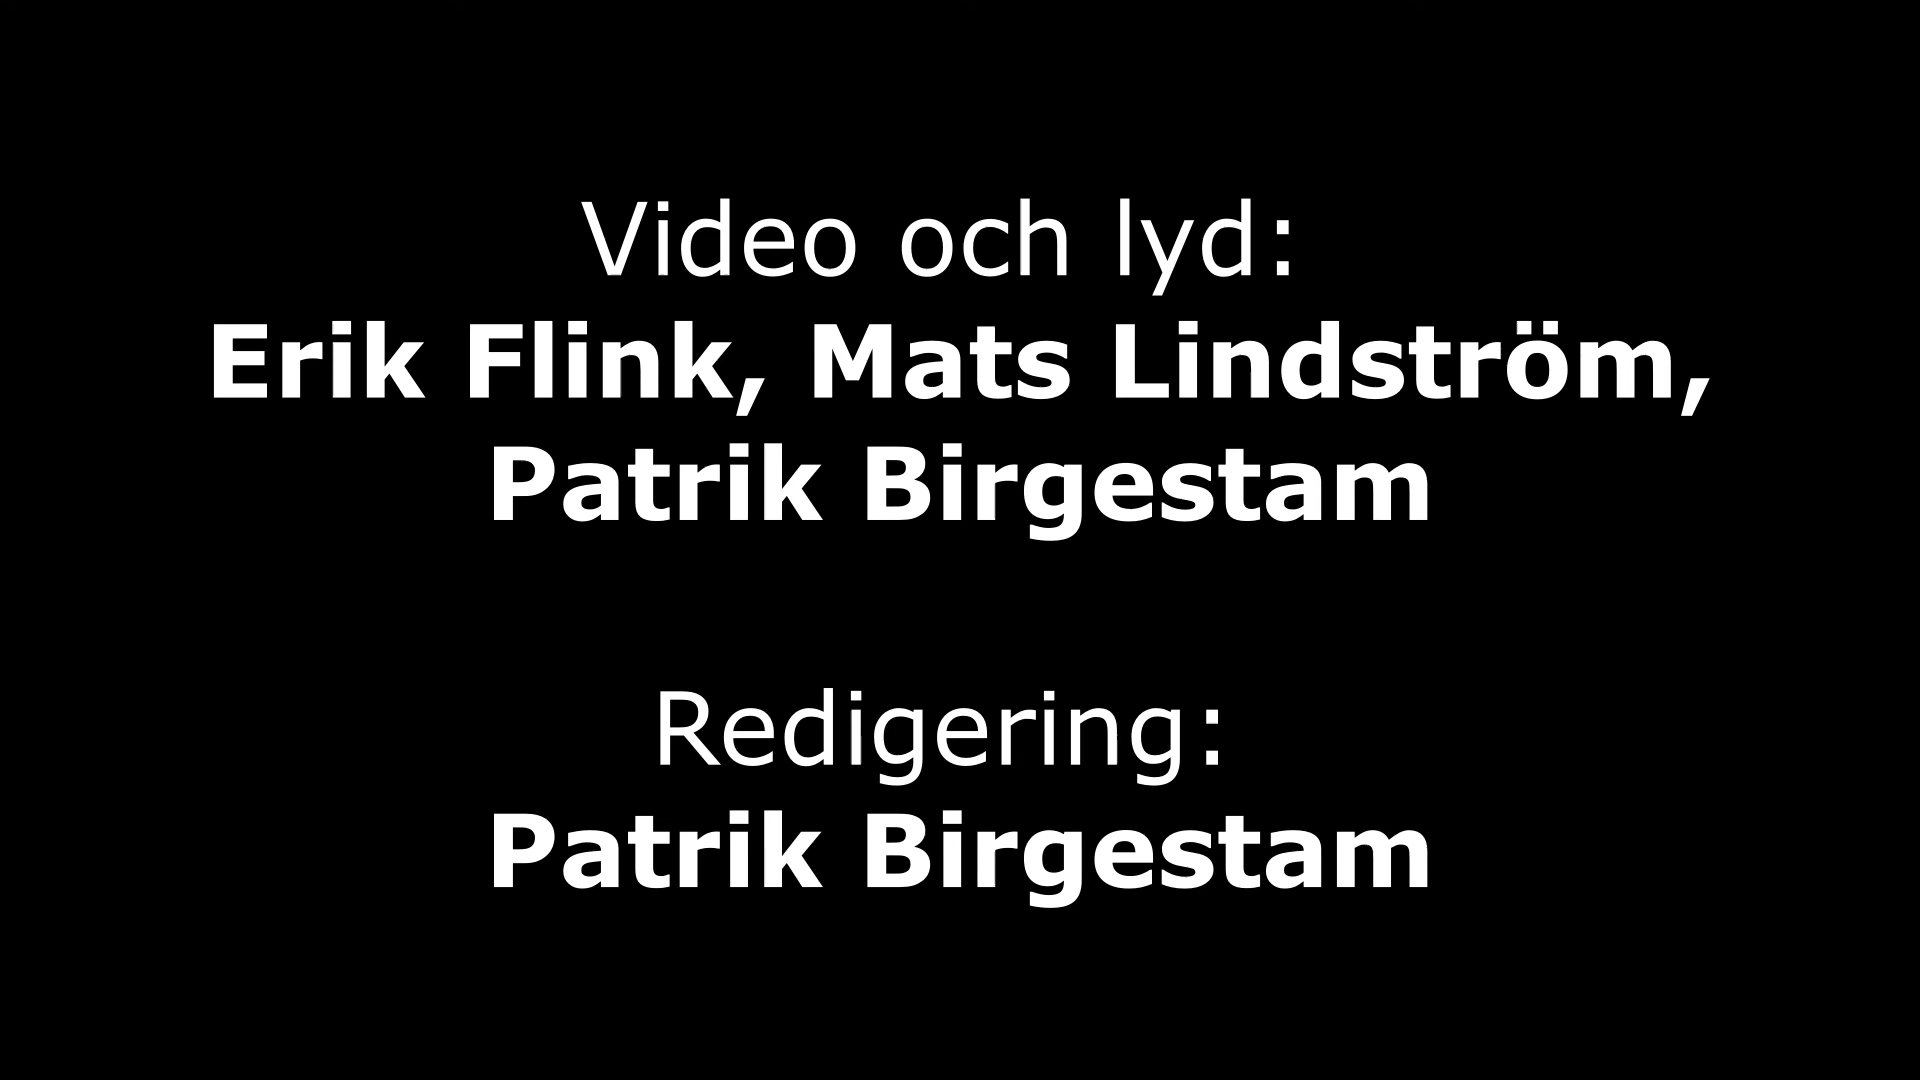 Video och lyd:
Erik Flink, Mats Lindström,
Patrik Birgestam
Redigering:
Patrik Birgestam